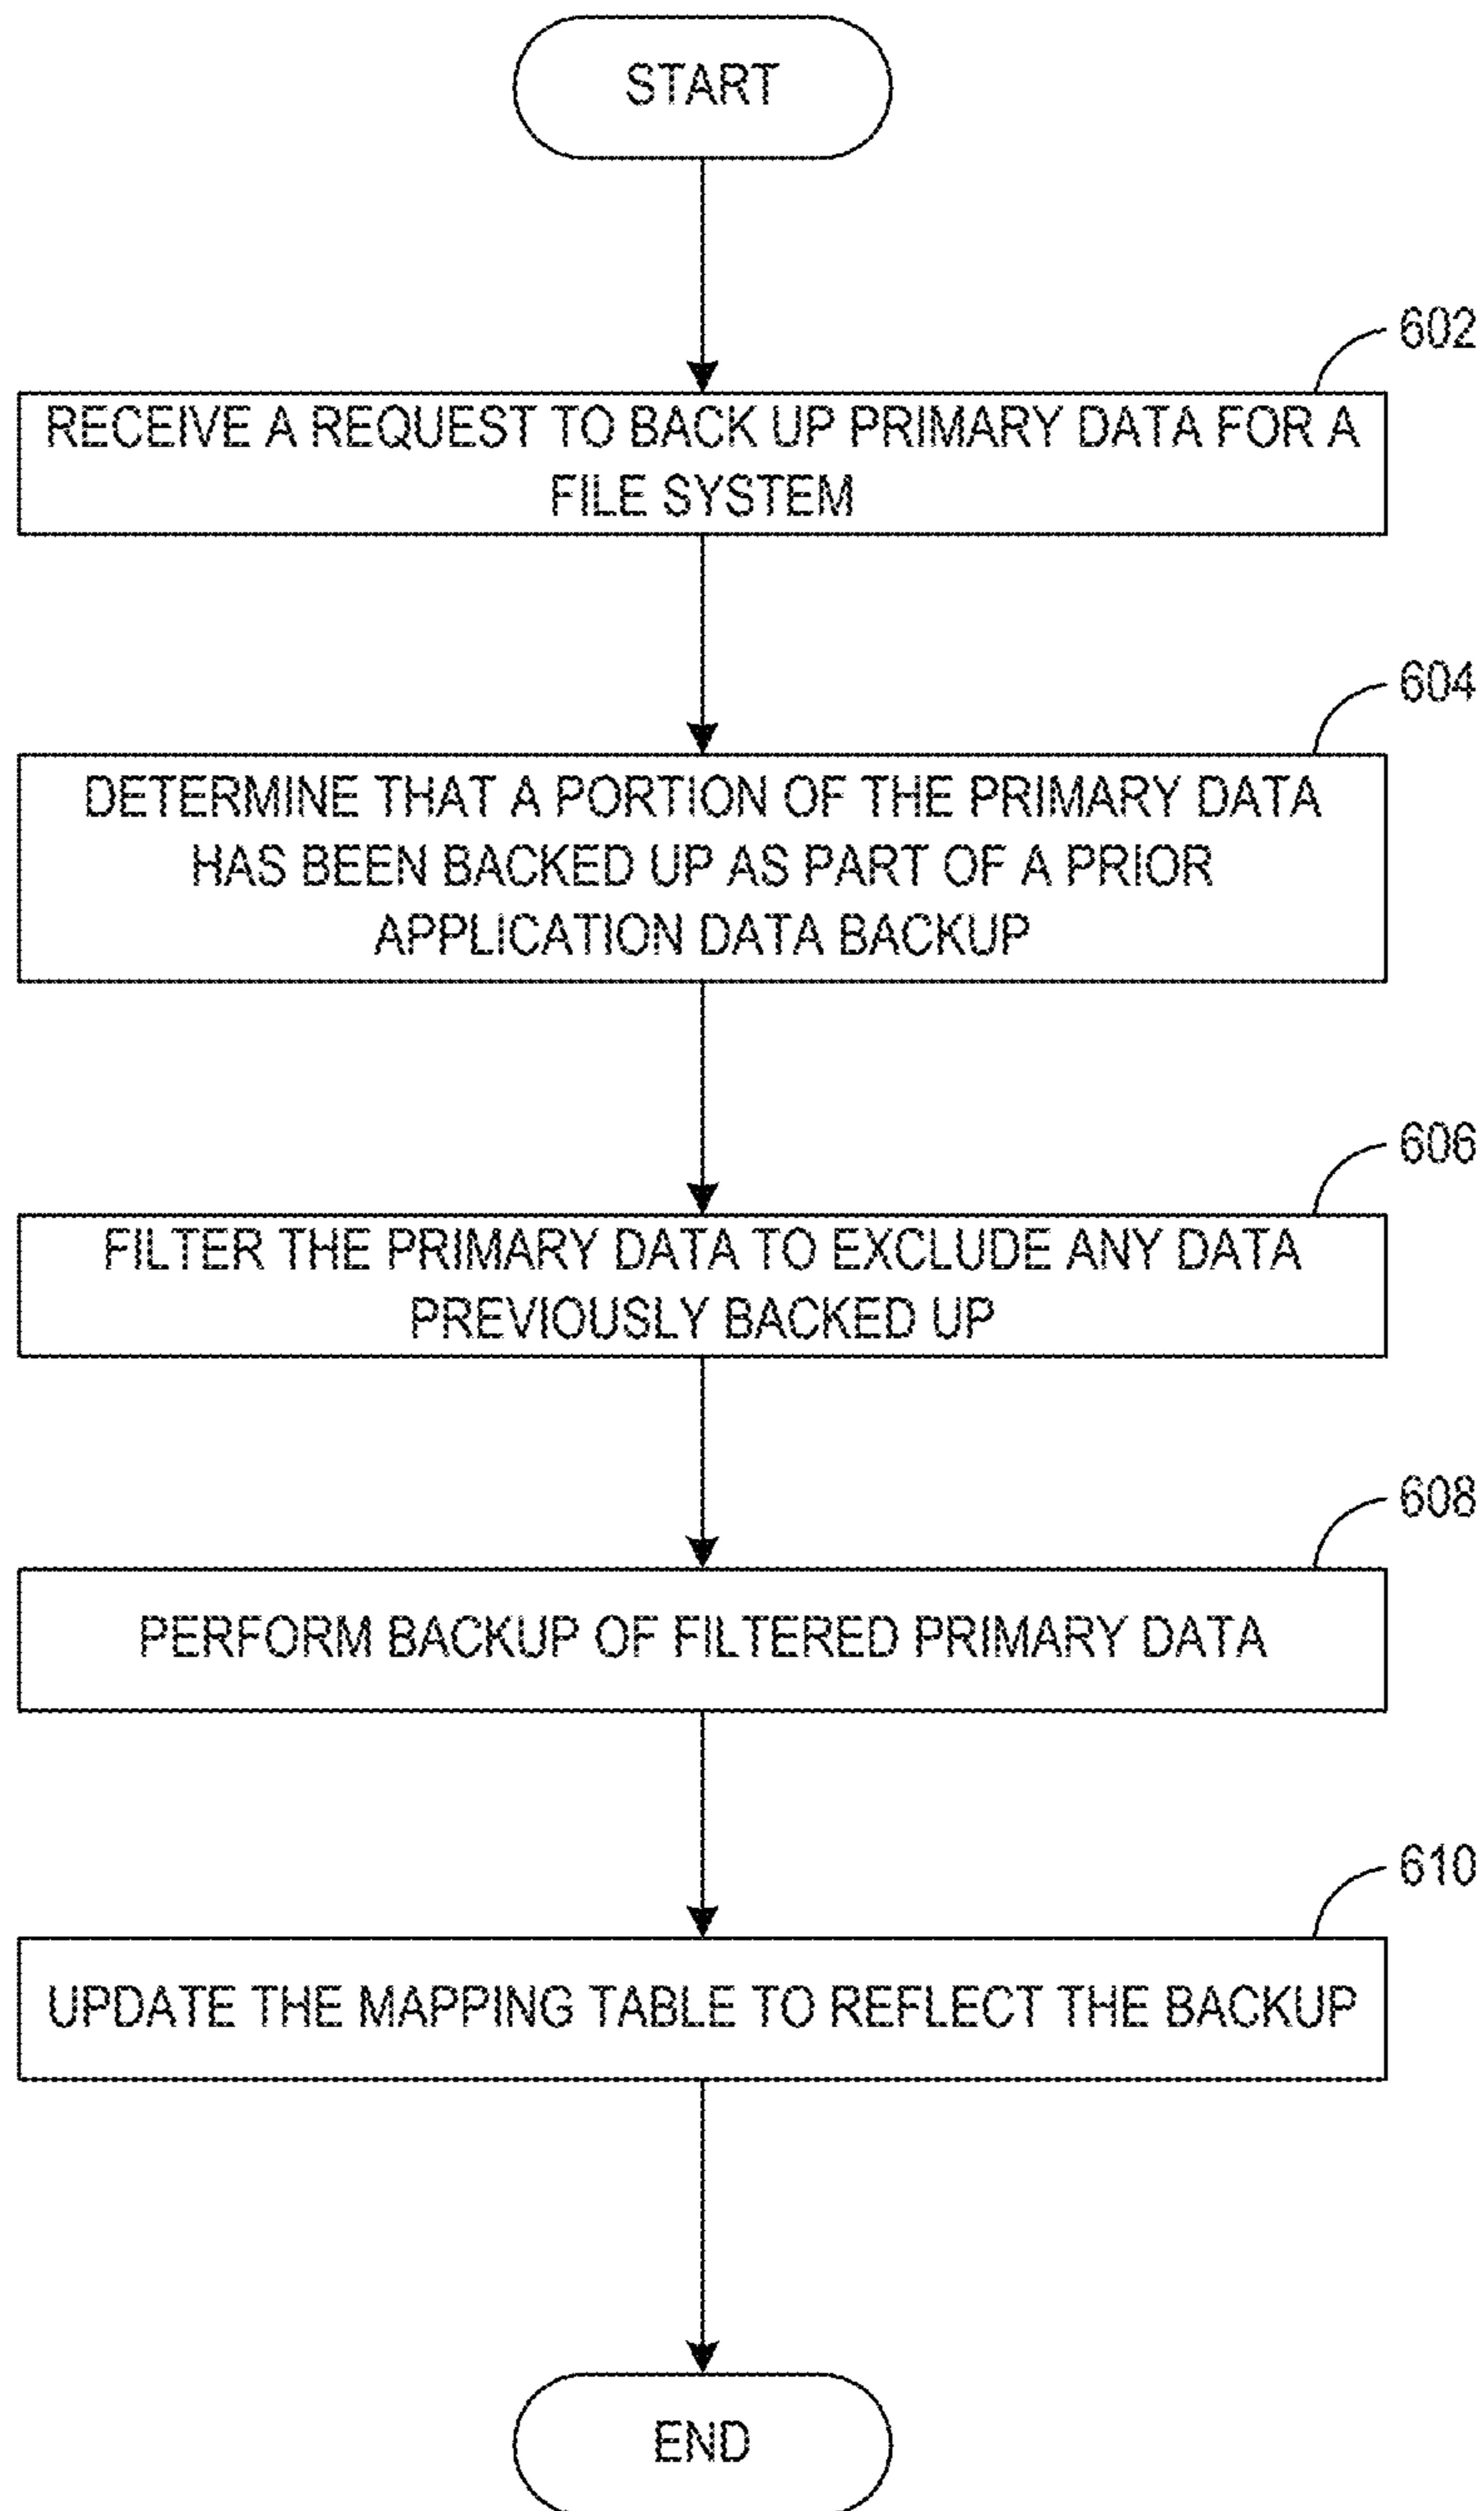 START
602
RECEIVE A REQUEST TO BACK UP PRIMARY DATA FOR A
FILE SYSTEM
604
DETERMINE THAT A PORTION OF THE PRIMARY DATA
HAS BEEN BACKED UP AS PART OF A PRIOR
APPLICATION DATA BACKUP
606
FILTER THE PRIMARY DATA TO EXCLUDE ANY DATA
PREVIOUSLY BACKED UP
608
PERFORM BACKUP OF FILTERED PRIMARY DATA
610
UPDATE THE MAPPING TABLE TO REFLECT THE BACKUP
END